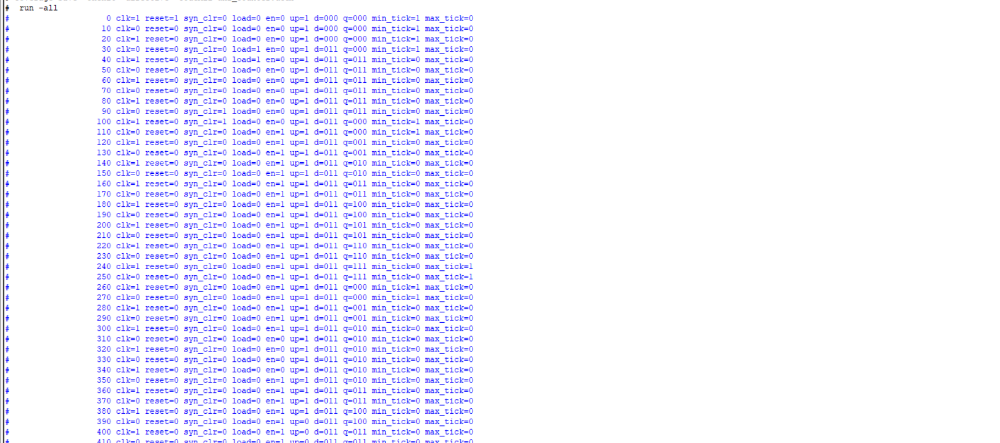 # run -all
# 0 clk=1 reset=1 syn_clr=0 load=0 en=0 up=1 d=000 q=000 min_tick=1 max_tick=0
# 10 clk=0 reset=0 syn_clr=0 load=0 en=0 up=1 d=000 q=000 min_tick=1 max_tick=0
# 20 clk=1 reset=0 syn_clr=0 load=0 en=0 up=1 d=000 q=000 min_tick=1 max_tick=0
# 30 clk=0 reset=0 syn_clr=0 load=1 en=0 up=1 d=011 q=000 min_tick=1 max_tick=0
# 40 clk=1 reset=0 syn_clr=0 load=1 en=0 up=1 d=011 q=011 min_tick=0 max_tick=0
# 50 clk=0 reset=0 syn_clr=0 load=0 en=0 up=1 d=011 q=011 min_tick=0 max_tick=0
# 60 clk=1 reset=0 syn_clr=0 load=0 en=0 up=1 d=011 q=011 min_tick=0 max_tick=0
# 70 clk=0 reset=0 syn_clr=0 load=0 en=0 up=1 d=011 q=011 min_tick=0 max_tick=0
# 80 clk=1 reset=0 syn_clr=0 load=0 en=0 up=1 d=011 q=011 min_tick=0 max_tick=0
# 90 clk=0 reset=0 syn_clr=1 load=0 en=0 up=1 d=011 q=011 min_tick=0 max_tick=0
# 100 clk=1 reset=0 syn_clr=1 load=0 en=0 up=1 d=011 q=000 min_tick=1 max_tick=0
# 110 clk=0 reset=0 syn_clr=0 load=0 en=1 up=1 d=011 q=000 min_tick=1 max_tick=0
# 120 clk=1 reset=0 syn_clr=0 load=0 en=1 up=1 d=011 q=001 min_tick=0 max_tick=0
# 130 clk=0 reset=0 syn_clr=0 load=0 en=1 up=1 d=011 q=001 min_tick=0 max_tick=0
# 140 clk=1 reset=0 syn_clr=0 load=0 en=1 up=1 d=011 q=010 min_tick=0 max_tick=0
# 150 clk=0 reset=0 syn_clr=0 load=0 en=1 up=1 d=011 q=010 min_tick=0 max_tick=0
# 160 clk=1 reset=0 syn_clr=0 load=0 en=1 up=1 d=011 q=011 min_tick=0 max_tick=0
# 170 clk=0 reset=0 syn_clr=0 load=0 en=1 up=1 d=011 q=011 min_tick=0 max_tick=0
# 180 clk=1 reset=0 syn_clr=0 load=0 en=1 up=1 d=011 q=100 min_tick=0 max_tick=0
# 190 clk=0 reset=0 syn_clr=0 load=0 en=1 up=1 d=011 q=100 min_tick=0 max_tick=0
# 200 clk=1 reset=0 syn_clr=0 load=0 en=1 up=1 d=011 q=101 min_tick=0 max_tick=0
# 210 clk=0 reset=0 syn_clr=0 load=0 en=1 up=1 d=011 q=101 min_tick=0 max_tick=0
# 220 clk=1 reset=0 syn_clr=0 load=0 en=1 up=1 d=011 q=110 min_tick=0 max_tick=0
# 230 clk=0 reset=0 syn_clr=0 load=0 en=1 up=1 d=011 q=110 min_tick=0 max_tick=0
# 240 clk=1 reset=0 syn_clr=0 load=0 en=1 up=1 d=011 q=111 min_tick=0 max_tick=1
# 250 clk=0 reset=0 syn_clr=0 load=0 en=1 up=1 d=011 q=111 min_tick=0 max_tick=1
# 260 clk=1 reset=0 syn_clr=0 load=0 en=1 up=1 d=011 q=000 min_tick=1 max_tick=0
# 270 clk=0 reset=0 syn_clr=0 load=0 en=1 up=1 d=011 q=000 min_tick=1 max_tick=0
# 280 clk=1 reset=0 syn_clr=0 load=0 en=1 up=1 d=011 q=001 min_tick=0 max_tick=0
# 290 clk=0 reset=0 syn_clr=0 load=0 en=1 up=1 d=011 q=001 min_tick=0 max_tick=0
# 300 clk=1 reset=0 syn_clr=0 load=0 en=1 up=1 d=011 q=010 min_tick=0 max_tick=0
# 310 clk=0 reset=0 syn_clr=0 load=0 en=0 up=1 d=011 q=010 min_tick=0 max_tick=0
# 320 clk=1 reset=0 syn_clr=0 load=0 en=0 up=1 d=011 q=010 min_tick=0 max_tick=0
# 330 clk=0 reset=0 syn_clr=0 load=0 en=0 up=1 d=011 q=010 min_tick=0 max_tick=0
# 340 clk=1 reset=0 syn_clr=0 load=0 en=0 up=1 d=011 q=010 min_tick=0 max_tick=0
# 350 clk=0 reset=0 syn_clr=0 load=0 en=1 up=1 d=011 q=010 min_tick=0 max_tick=0
# 360 clk=1 reset=0 syn_clr=0 load=0 en=1 up=1 d=011 q=011 min_tick=0 max_tick=0
# 370 clk=0 reset=0 syn_clr=0 load=0 en=1 up=1 d=011 q=011 min_tick=0 max_tick=0
# 380 clk=1 reset=0 syn_clr=0 load=0 en=1 up=1 d=011 q=100 min_tick=0 max_tick=0
# 390 clk=0 reset=0 syn_clr=0 load=0 en=1 up=0 d=011 q=100 min_tick=0 max_tick=0
# 400 clk=1 reset=0 syn_clr=0 load=0 en=1 up=0 d=011 q=011 min_tick=0 max_tick=0
# 410 clk=0 reset=0 syn_clr=0 load=0 en=1 up=0 d=011 q=011 min_tick=0 max_tick=0